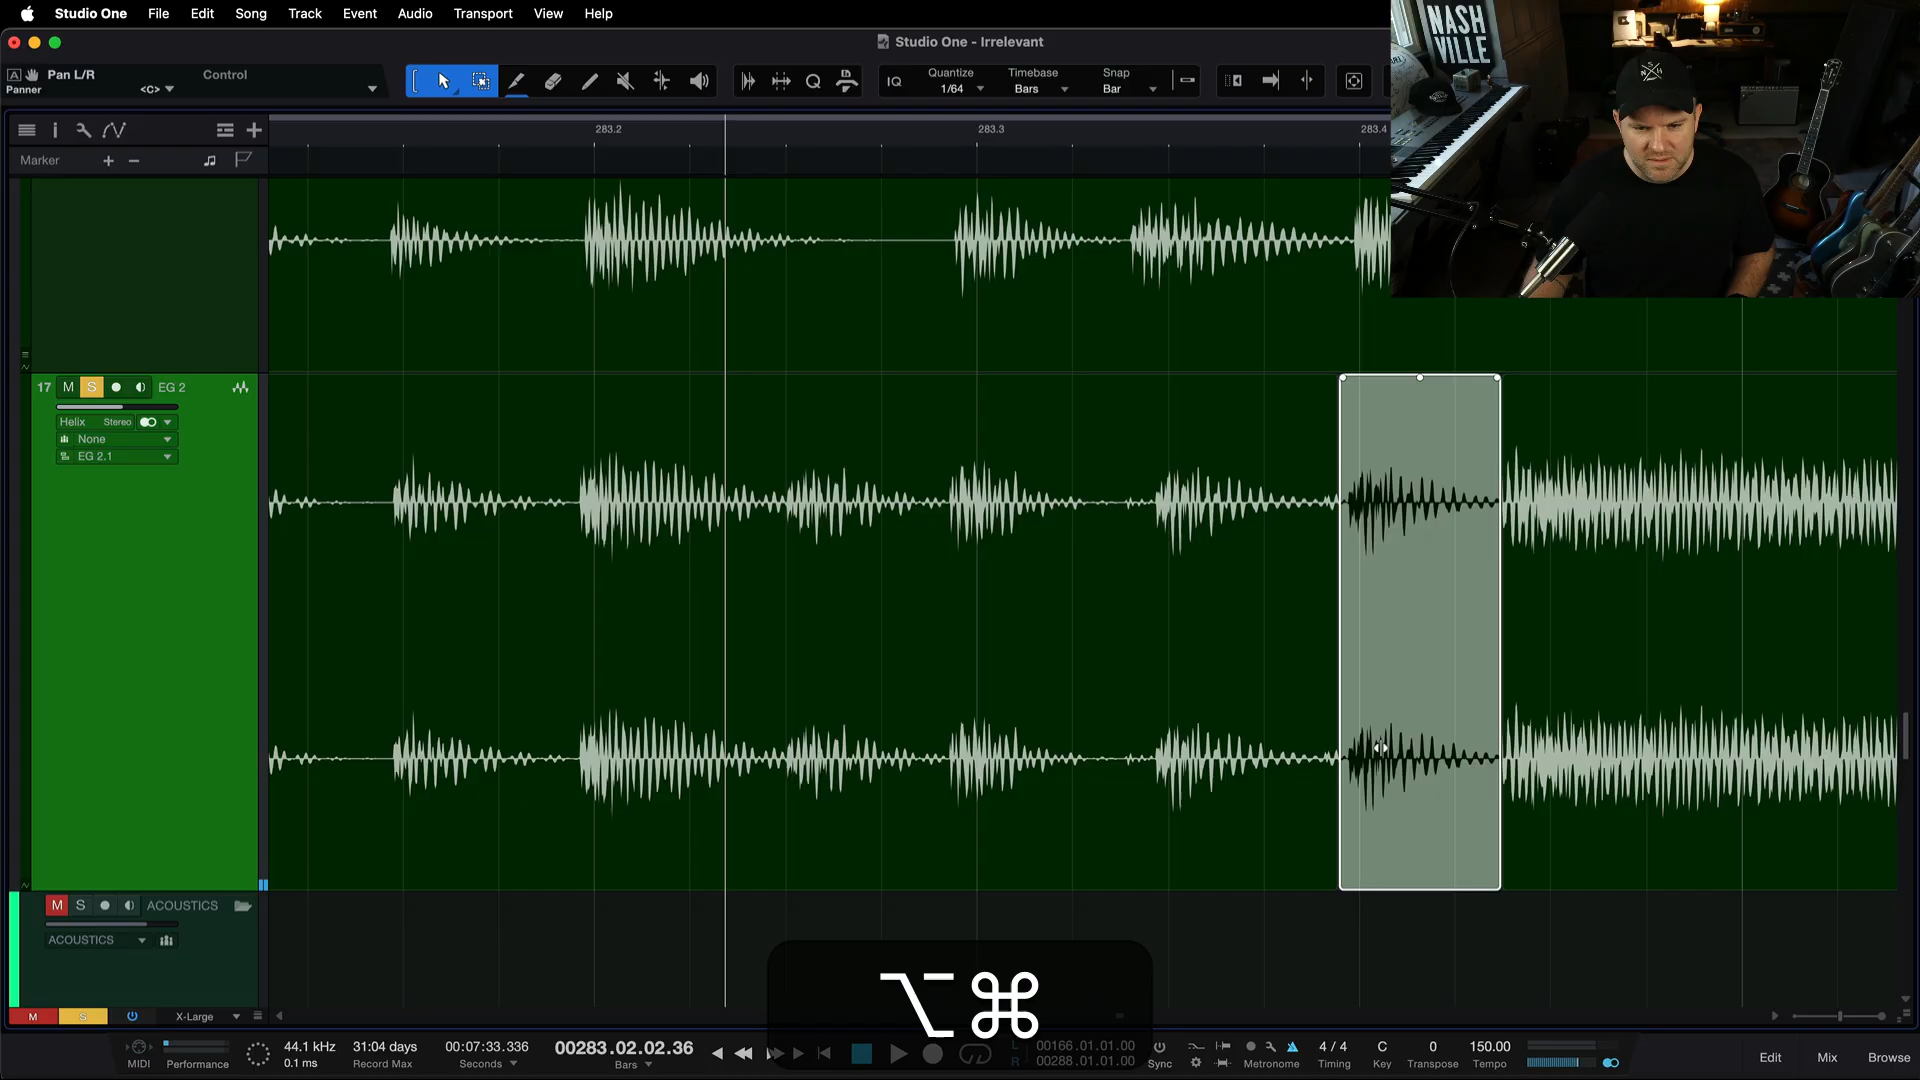 Studio One File Edit Song Track Event Audio Transport View Help
Studio One - Irrelevant
NASH
VILLE
A Pan L/R Control
Panner <C>
IQ Quantize Timebase Snap
1/64 Bars Bar
283.2 283.3 283.4
Marker
17 M S EG 2
Helix Stereo
None
EG 2.1
M S ACOUSTICS
ACOUSTICS
⌥⌘
M S X-Large
MIDI Performance
44.1 kHz 31:04 days 00:07:33.336 00283.02.02.36
0.1 ms Record Max Seconds Bars
L 00166.01.01.00
R 00288.01.01.00
Sync Metronome
4 / 4 C 0 150.00
Timing Key Transpose Tempo
Edit Mix Browse